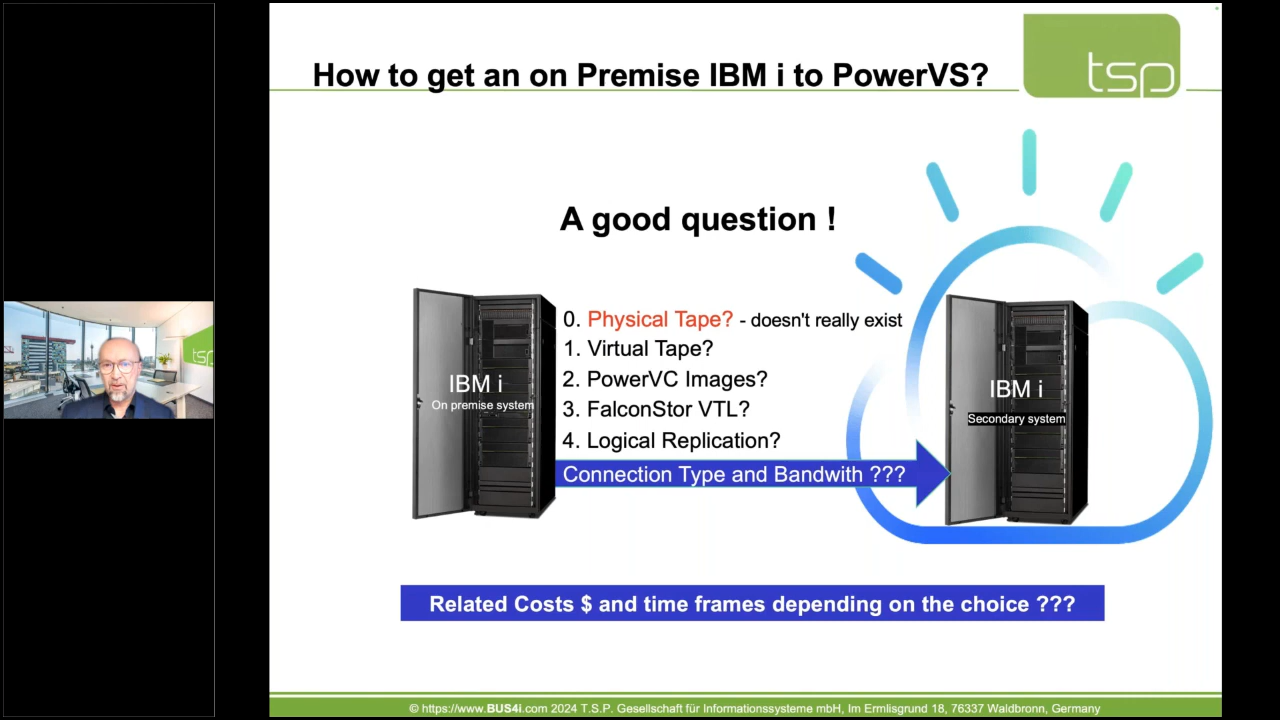 How to get an on Premise IBM i to PowerVS?
tsp
A good question !
0. Physical Tape? - doesn't really exist
1. Virtual Tape?
2. PowerVC Images?
3. FalconStor VTL?
4. Logical Replication?
Connection Type and Bandwith ???
IBM i
On premise system
IBM i
Secondary system
tsp
Related Costs $ and time frames depending on the choice ???
© https://www.BUS4i.com 2024 T.S.P. Gesellschaft für Informationssysteme mbH, Im Ermlisgrund 18, 76337 Waldbronn, Germany